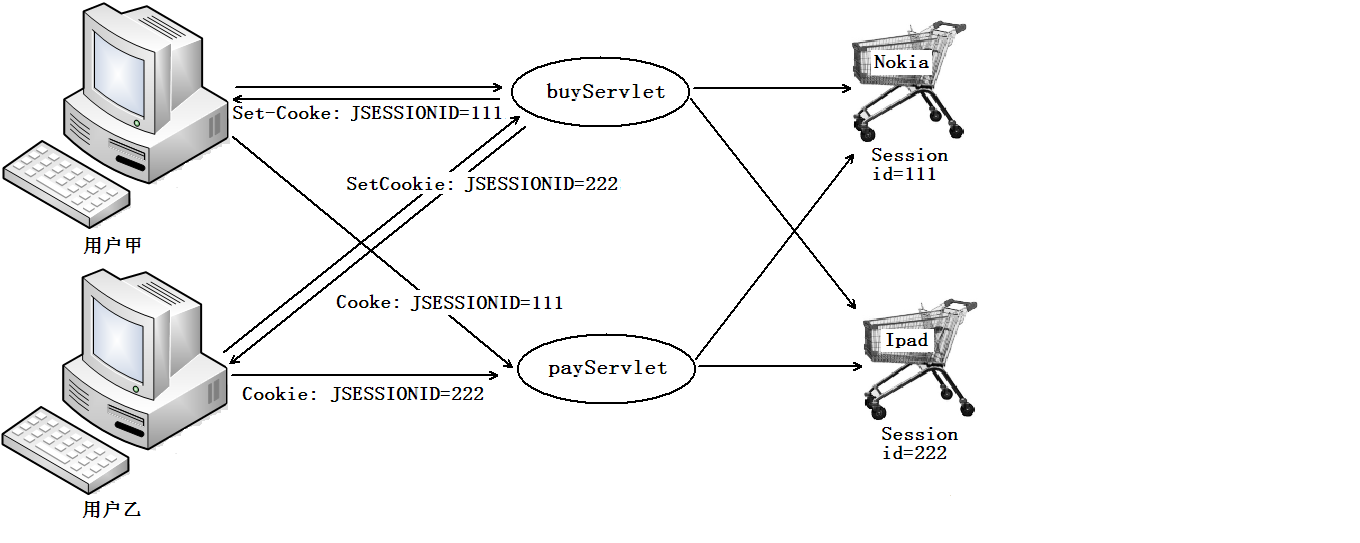 Nokia
buyServlet
Set-Cooke: JSESSIONID=111
Session
id=111
SetCookie: JSESSIONID=222
用户甲
Cooke: JSESSIONID=111
Ipad
payServlet
Cookie: JSESSIONID=222
Session
id=222
用户乙